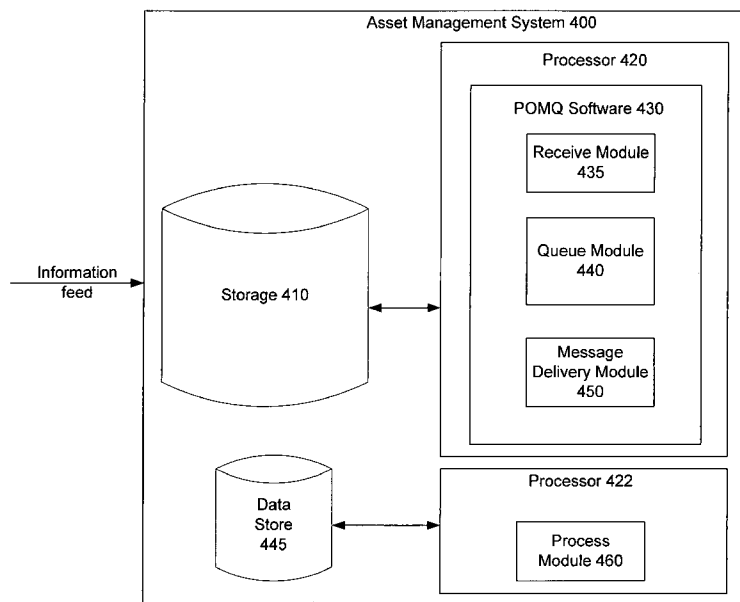 Asset Management System 400
Processor 420
POMQ Software 430
Receive Module
435
Queue Module
440
Message
Delivery Module
450
Information
feed
Storage 410
Data
Store
445
Processor 422
Process
Module 460